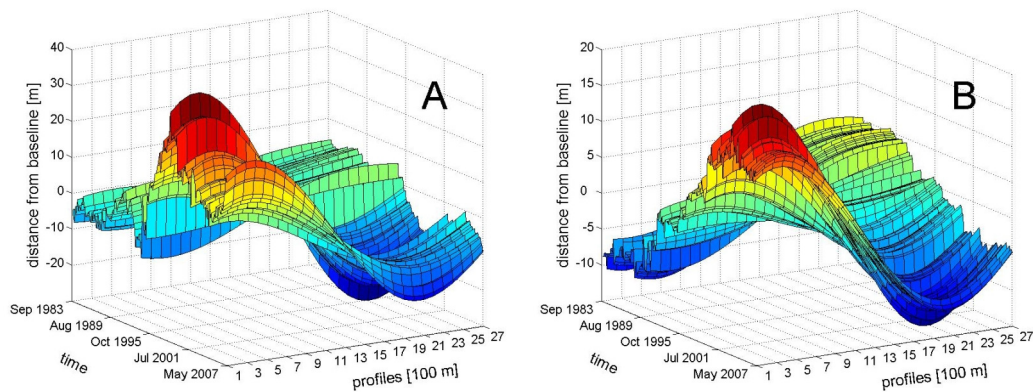 A
distance from baseline [m]
40
30
20
10
0
-10
-20
Sep 1983
Aug 1989
Oct 1995
Jul 2001
May 2007
time
1 3 5 7 9 11 13 15 17 19 21 23 25 27
profiles [100 m]
B
distance from baseline [m]
20
15
10
5
0
-5
-10
Sep 1983
Aug 1989
Oct 1995
Jul 2001
May 2007
time
1 3 5 7 9 11 13 15 17 19 21 23 25 27
profiles [100 m]